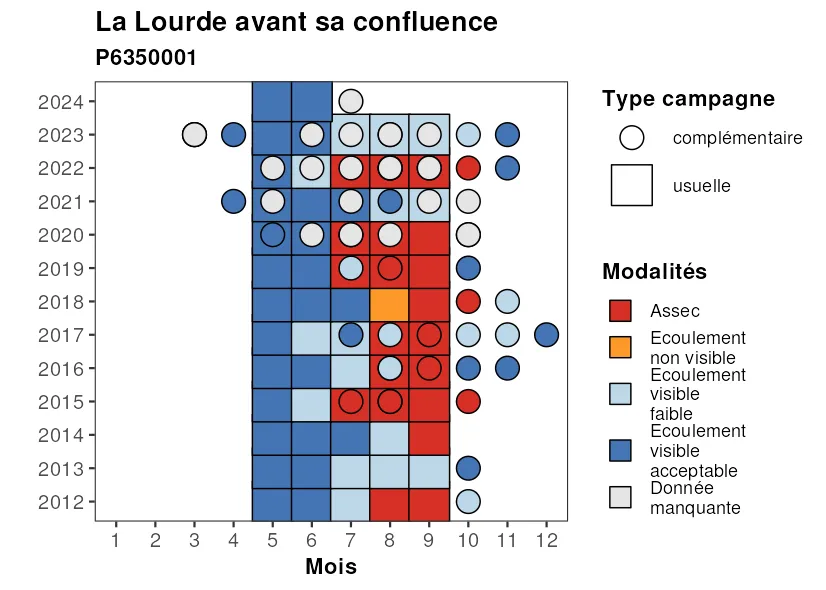 La Lourde avant sa confluence
P6350001
2024
2023
2022
2021
2020
2019
2018
2017
2016
2015
2014
2013
2012
1 2 3 4 5 6 7 8 9 10 11 12
Mois
Type campagne
complémentaire
usuelle
Modalités
Assec
Ecoulement
non visible
Ecoulement
visible
faible
Ecoulement
visible
acceptable
Donnée
manquante